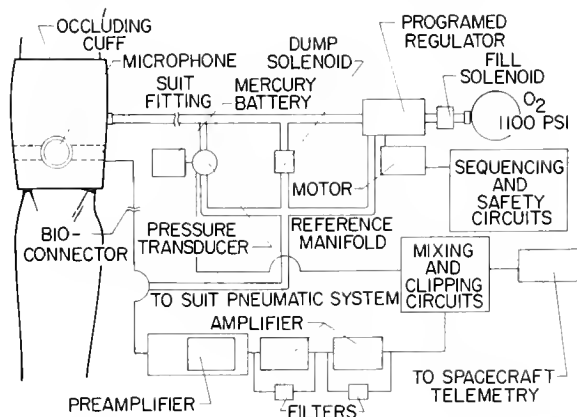 OCCLUDING
CUFF
MICROPHONE
SUIT
FITTING
MERCURY
BATTERY
DUMP
SOLENOID
PROGRAMED
REGULATOR
FILL
SOLENOID
O2
1100 PSI
MOTOR
SEQUENCING
AND
SAFETY
CIRCUITS
BIO-
CONNECTOR
PRESSURE
TRANSDUCER
REFERENCE
MANIFOLD
MIXING
AND
CLIPPING
CIRCUITS
TO SUIT PNEUMATIC SYSTEM
AMPLIFIER
PREAMPLIFIER
FILTERS
TO SPACECRAFT
TELEMETRY